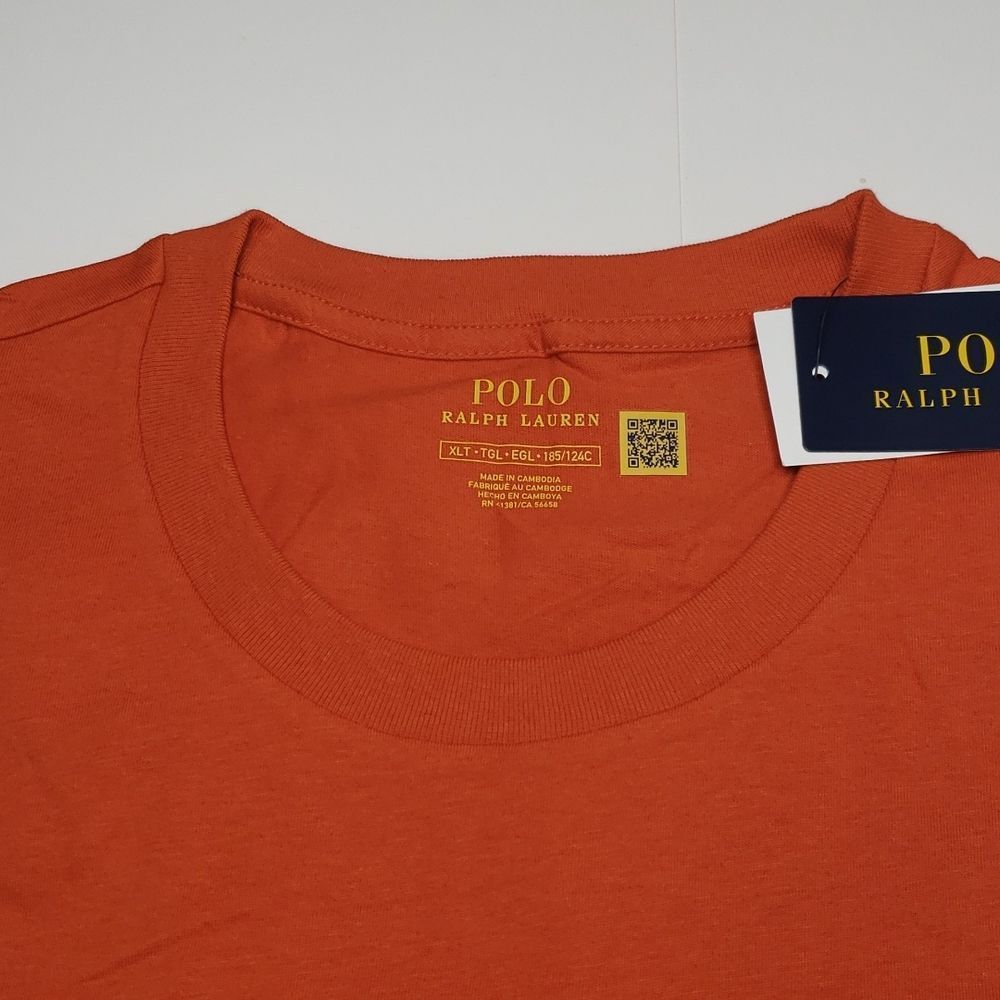 POLO
RALPH LAUREN
XLT • TGL • EGL • 185/124C
MADE IN CAMBODIA
FABRIQUÉ AU CAMBODGE
HECHO EN CAMBOYA
RN 41381/CA 56658
PO
RALPH